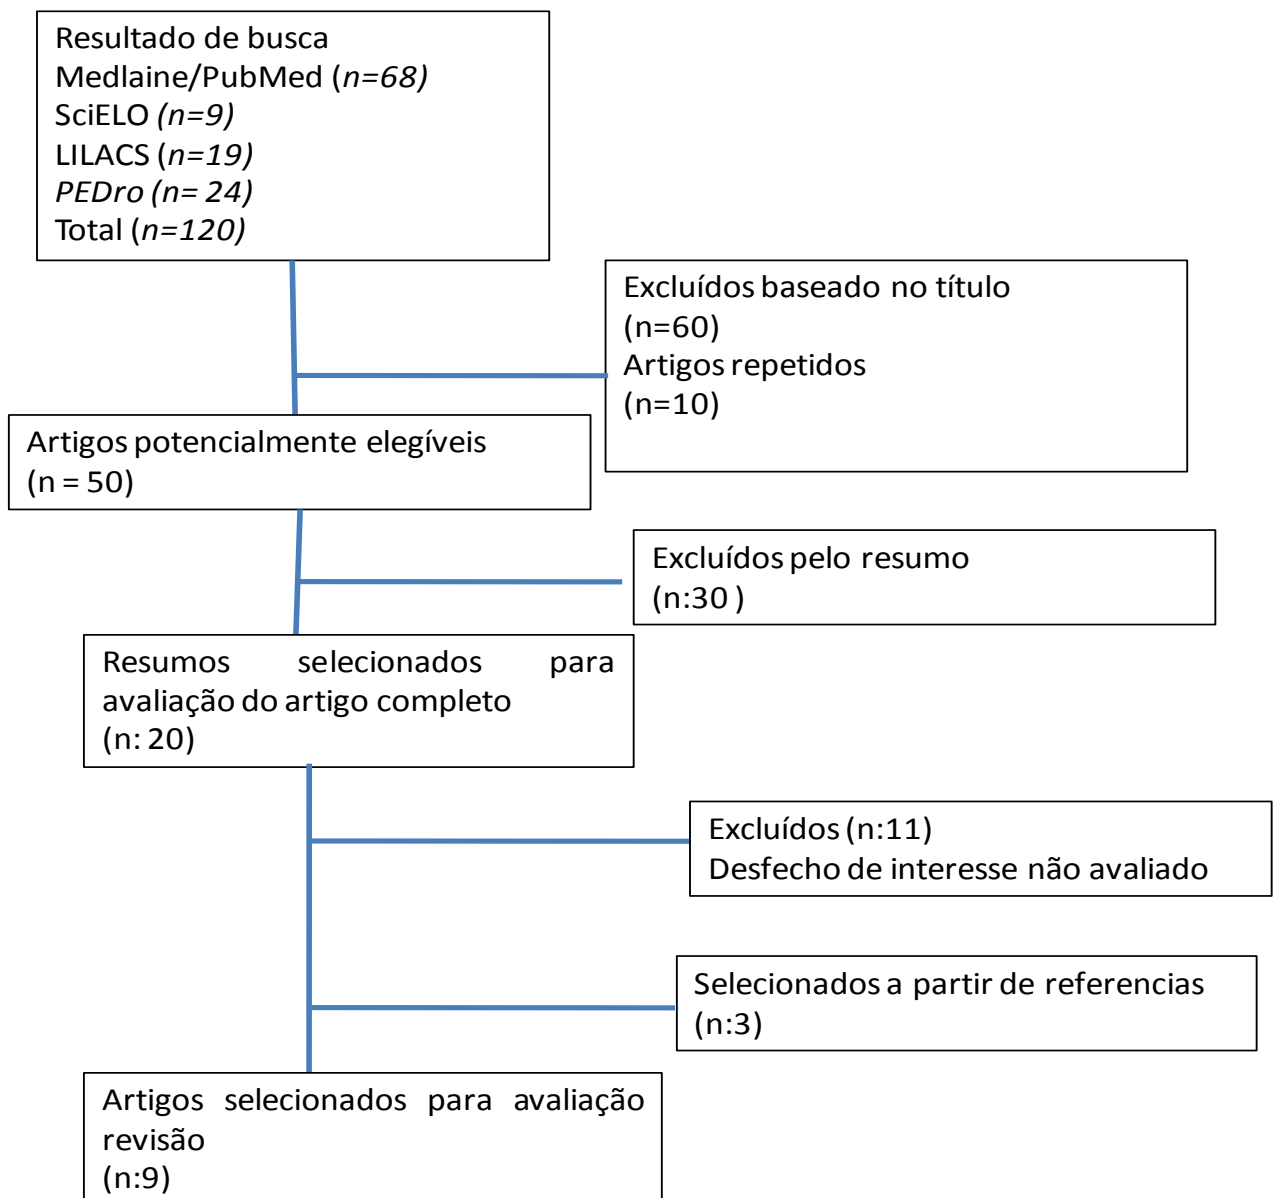 Resultado de busca
Medlaine/PubMed (n=68)
SciELO (n=9)
LILACS (n=19)
PEDro (n= 24)
Total (n=120)
Excluídos baseado no título
(n=60)
Artigos repetidos
(n=10)
Artigos potencialmente elegíveis
(n = 50)
Excluídos pelo resumo
(n:30 )
Resumos selecionados para
avaliação do artigo completo
(n: 20)
Excluídos (n:11)
Desfecho de interesse não avaliado
Selecionados a partir de referencias
(n:3)
Artigos selecionados para avaliação
revisão
(n:9)